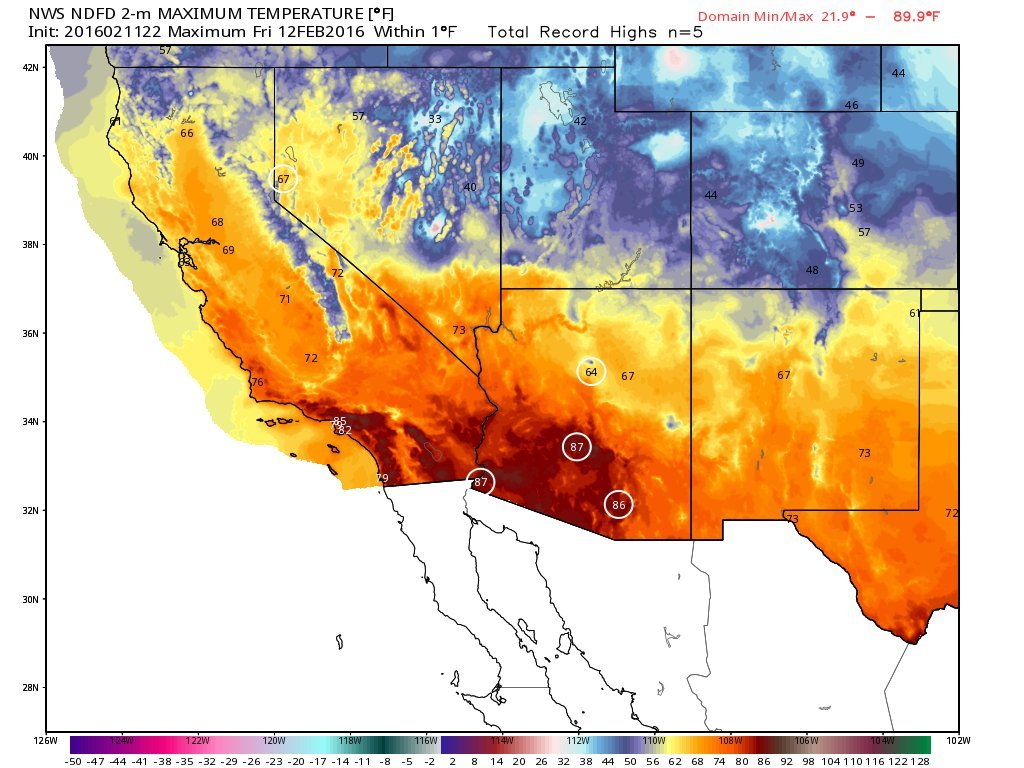 NWS NDFD 2-m MAXIMUM TEMPERATURE [°F]
Domain Min/Max 21.9° — 89.9°F
Init: 2016021122 Maximum Fri 12FEB2016 Within 1°F Total Record Highs n=5
57
42N
44
46
61
66
57
33
42
40N
49
67
40
44
53
68
57
69
38N
72
48
71
61
36N
73
72
64
67
67
76
34N
85
82
87
73
79
87
86
32N
73
72
30N
28N
126W 124W 122W 120W 118W 116W 114W 112W 110W 108W 106W 104W 102W
-50 -47 -44 -41 -38 -35 -32 -29 -26 -23 -20 -17 -14 -11 -8 -5 -2 2 8 14 20 26 32 38 44 50 56 62 68 74 80 86 92 98 104 110 116 122 128